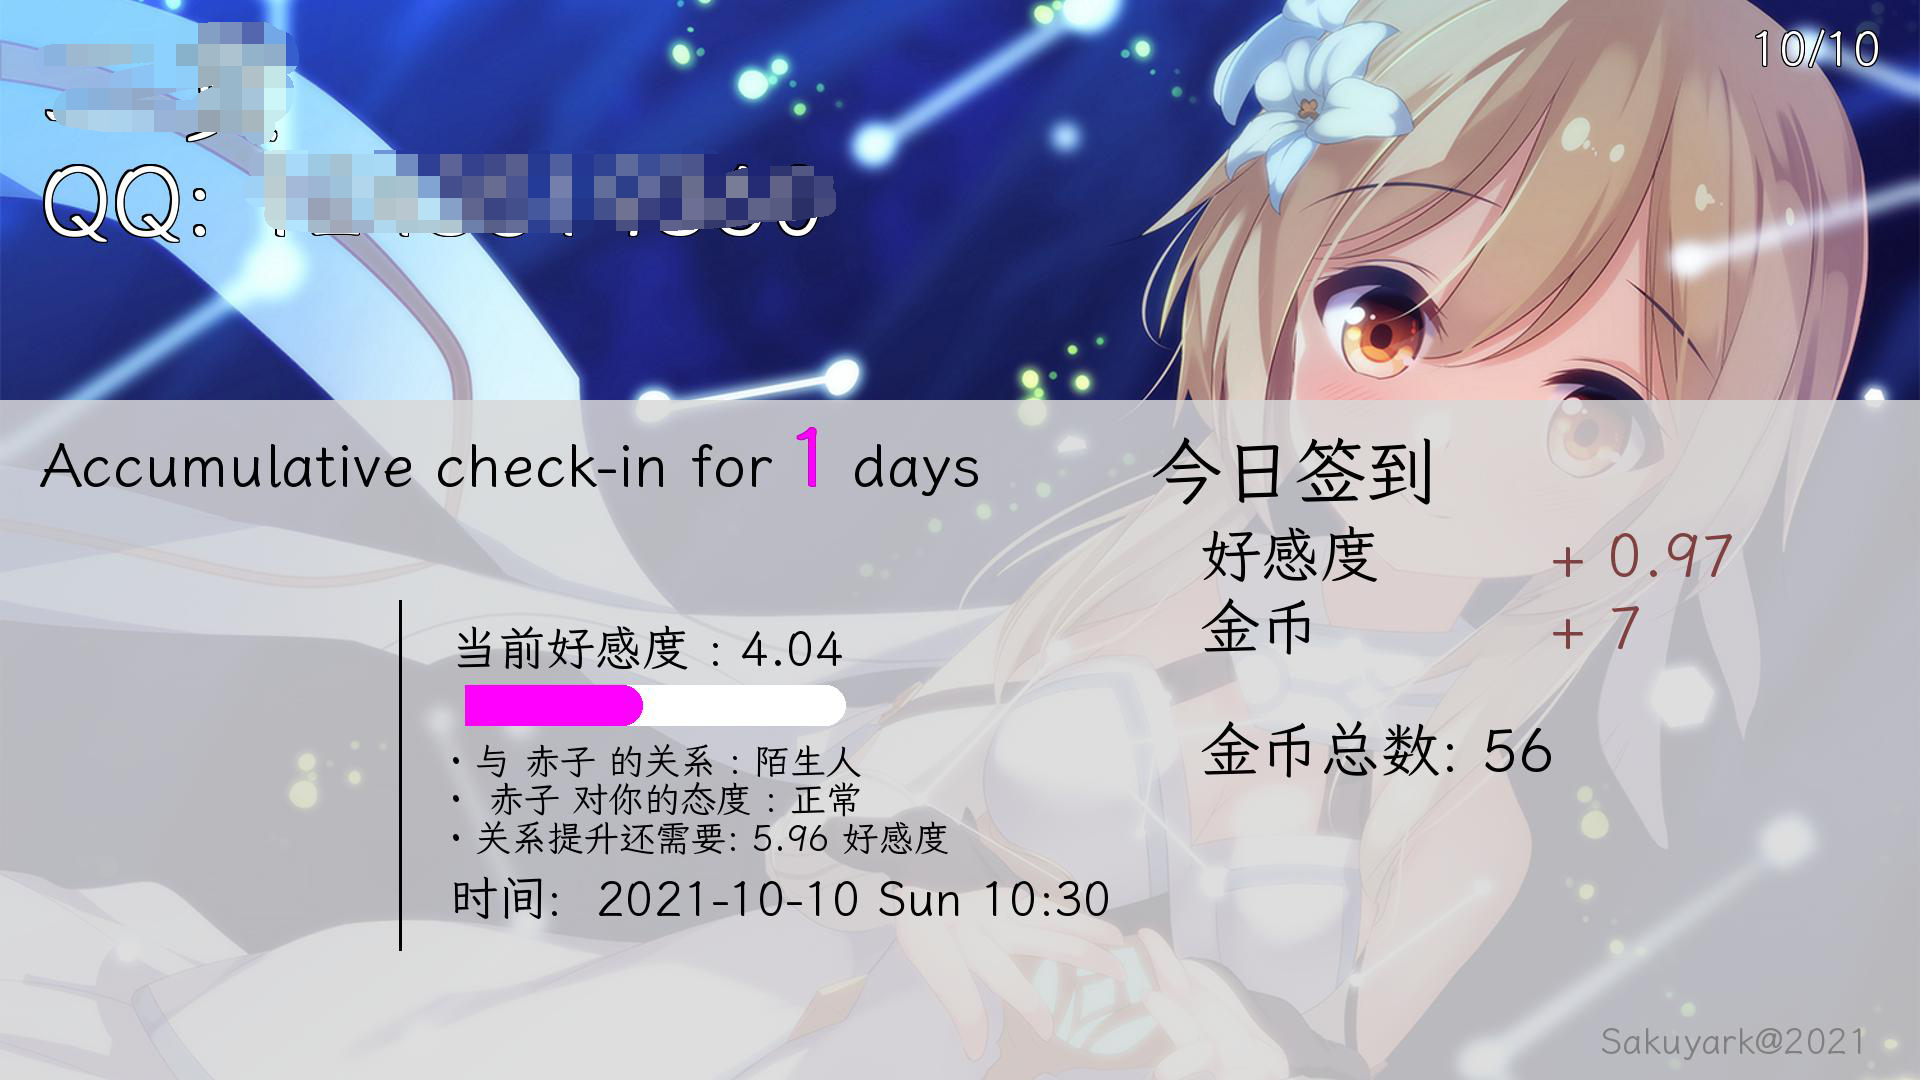 10/10
QQ:
Accumulative check-in for 1 days
今日签到
好感度 + 0.97
金币 + 7
金币总数: 56
当前好感度 : 4.04
· 与 赤子 的关系 : 陌生人
· 赤子 对你的态度 : 正常
· 关系提升还需要: 5.96 好感度
时间: 2021-10-10 Sun 10:30
Sakuyark@2021